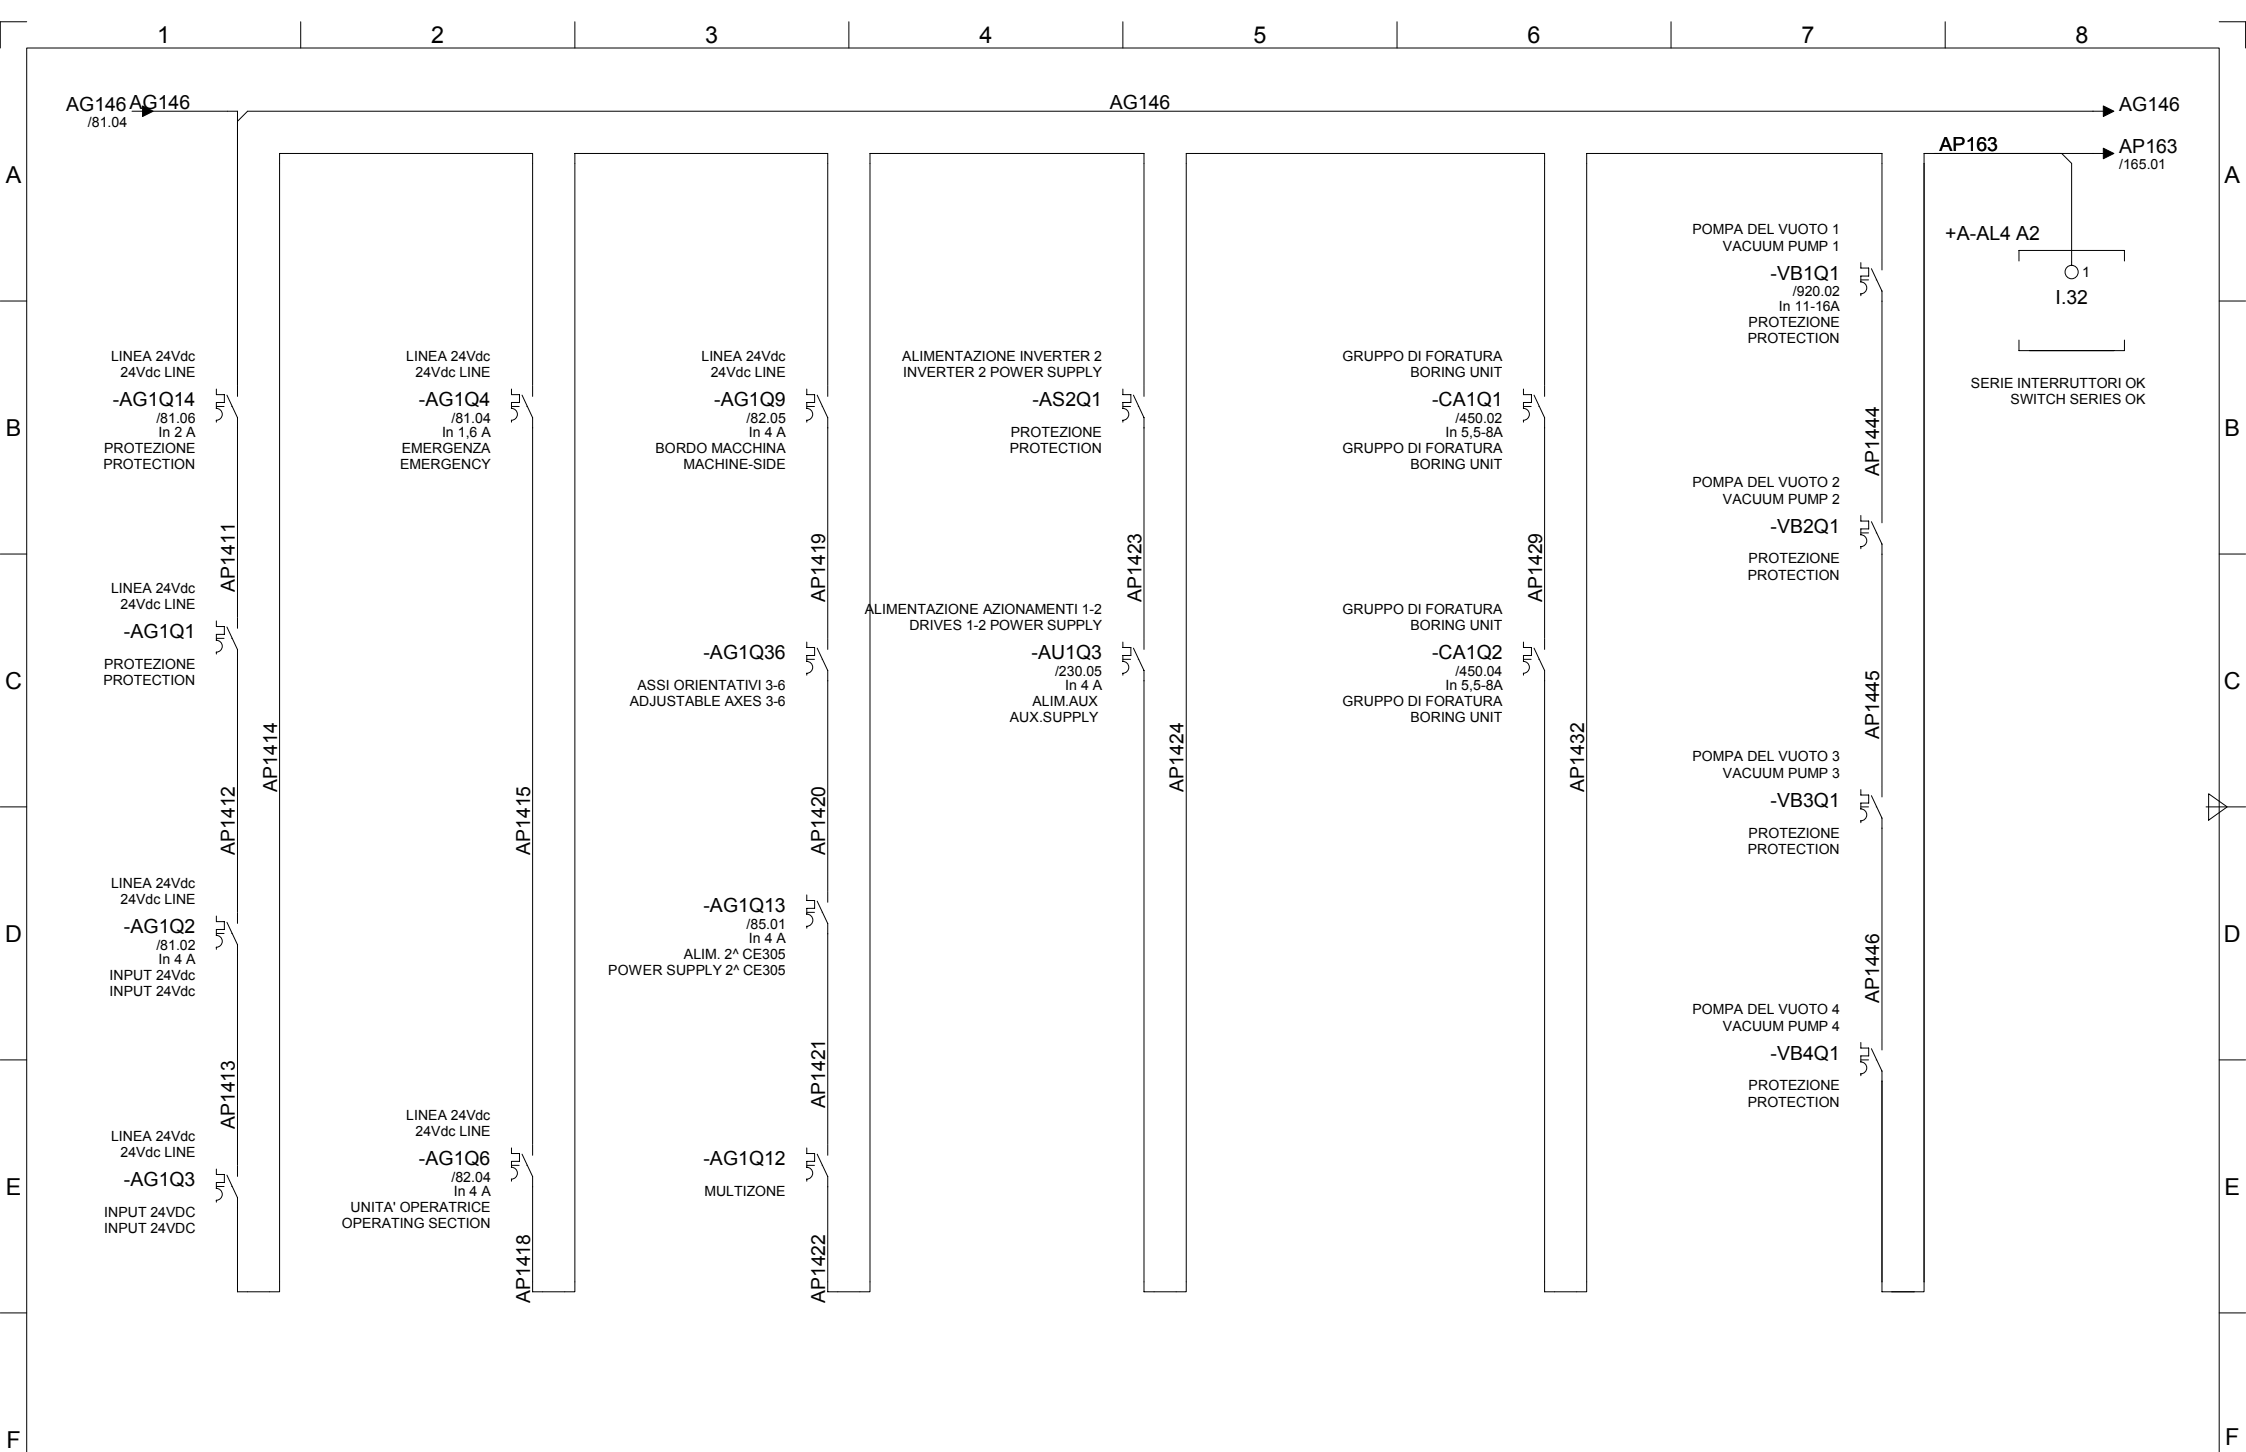 1
2
3
4
5
6
7
8
AG146
/81.04
AG146
AG146
AG146
AP163
AP163
/165.01
A
A
B
B
C
C
D
D
E
E
F
F
LINEA 24Vdc
24Vdc LINE
-AG1Q14
/81.06
In 2 A
PROTEZIONE
PROTECTION
AP1411
LINEA 24Vdc
24Vdc LINE
-AG1Q1
PROTEZIONE
PROTECTION
AP1412
LINEA 24Vdc
24Vdc LINE
-AG1Q2
/81.02
In 4 A
INPUT 24Vdc
INPUT 24Vdc
AP1413
LINEA 24Vdc
24Vdc LINE
-AG1Q3
INPUT 24VDC
INPUT 24VDC
AP1414
LINEA 24Vdc
24Vdc LINE
-AG1Q4
/81.04
In 1,6 A
EMERGENZA
EMERGENCY
AP1415
LINEA 24Vdc
24Vdc LINE
-AG1Q6
/82.04
In 4 A
UNITA' OPERATRICE
OPERATING SECTION
AP1418
LINEA 24Vdc
24Vdc LINE
-AG1Q9
/82.05
In 4 A
BORDO MACCHINA
MACHINE-SIDE
AP1419
-AG1Q36
ASSI ORIENTATIVI 3-6
ADJUSTABLE AXES 3-6
AP1420
-AG1Q13
/85.01
In 4 A
ALIM. 2^ CE305
POWER SUPPLY 2^ CE305
AP1421
-AG1Q12
MULTIZONE
AP1422
ALIMENTAZIONE INVERTER 2
INVERTER 2 POWER SUPPLY
-AS2Q1
PROTEZIONE
PROTECTION
AP1423
ALIMENTAZIONE AZIONAMENTI 1-2
DRIVES 1-2 POWER SUPPLY
-AU1Q3
/230.05
In 4 A
ALIM.AUX
AUX.SUPPLY
AP1424
GRUPPO DI FORATURA
BORING UNIT
-CA1Q1
/450.02
In 5,5-8A
GRUPPO DI FORATURA
BORING UNIT
AP1429
GRUPPO DI FORATURA
BORING UNIT
-CA1Q2
/450.04
In 5,5-8A
GRUPPO DI FORATURA
BORING UNIT
AP1432
POMPA DEL VUOTO 1
VACUUM PUMP 1
-VB1Q1
/920.02
In 11-16A
PROTEZIONE
PROTECTION
AP1444
POMPA DEL VUOTO 2
VACUUM PUMP 2
-VB2Q1
PROTEZIONE
PROTECTION
AP1445
POMPA DEL VUOTO 3
VACUUM PUMP 3
-VB3Q1
PROTEZIONE
PROTECTION
AP1446
POMPA DEL VUOTO 4
VACUUM PUMP 4
-VB4Q1
PROTEZIONE
PROTECTION
+A-AL4 A2
1
I.32
SERIE INTERRUTTORI OK
SWITCH SERIES OK